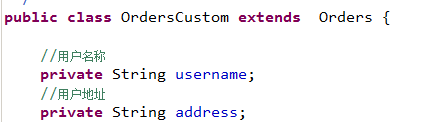 public class OrdersCustom extends  Orders {
//用户名称
private String username;
//用户地址
private String address;